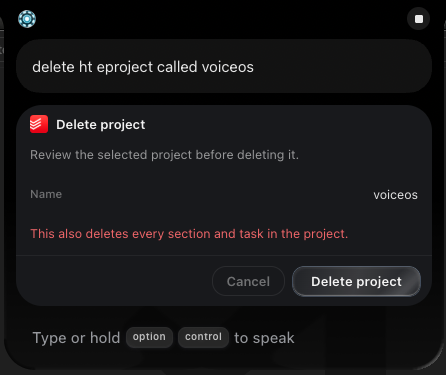 delete ht eproject called voiceos
Delete project
Review the selected project before deleting it.
Name voiceos
This also deletes every section and task in the project.
Cancel Delete project
Type or hold option control to speak